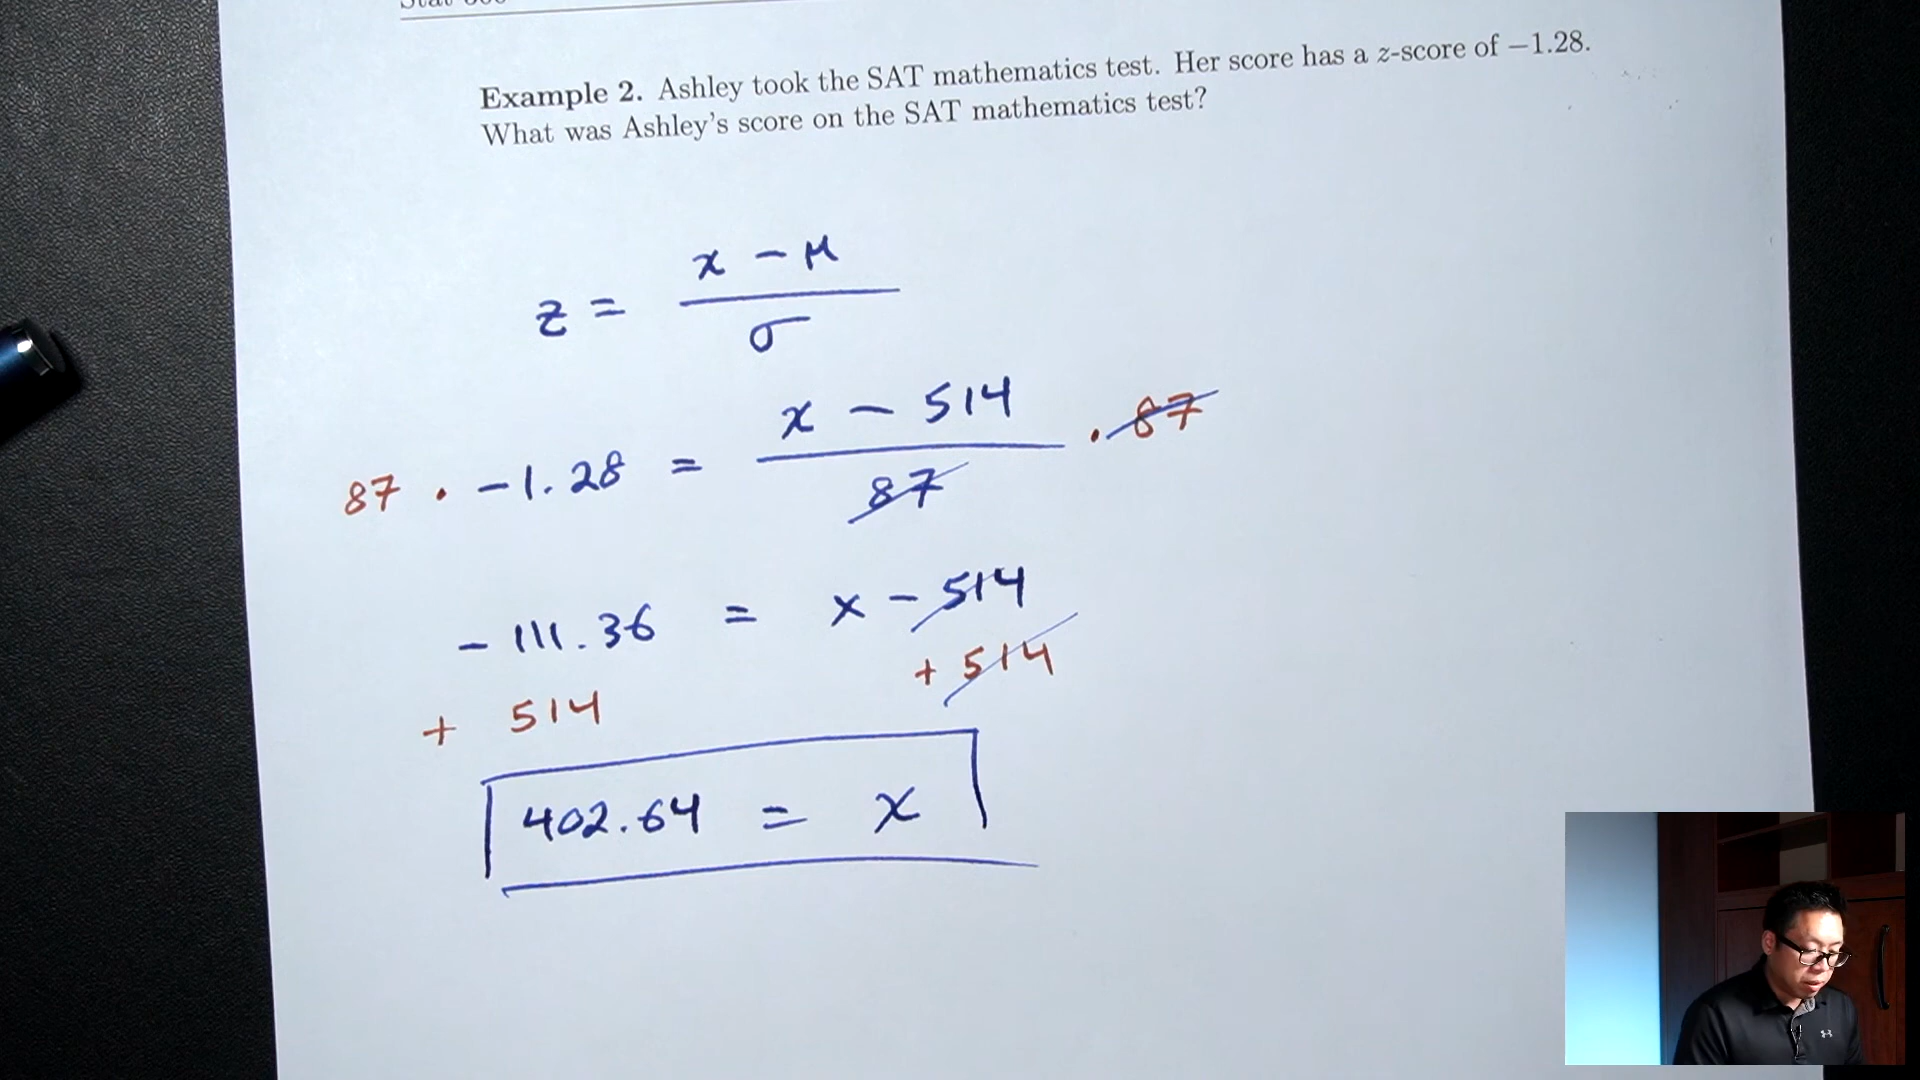 Example 2. Ashley took the SAT mathematics test. Her score has a z-score of −1.28.
What was Ashley's score on the SAT mathematics test?
z = x − μ / σ
87 · −1.28 = x − 514 / 87 · 87
−111.36 = x − 514
+ 514 + 514
402.64 = x